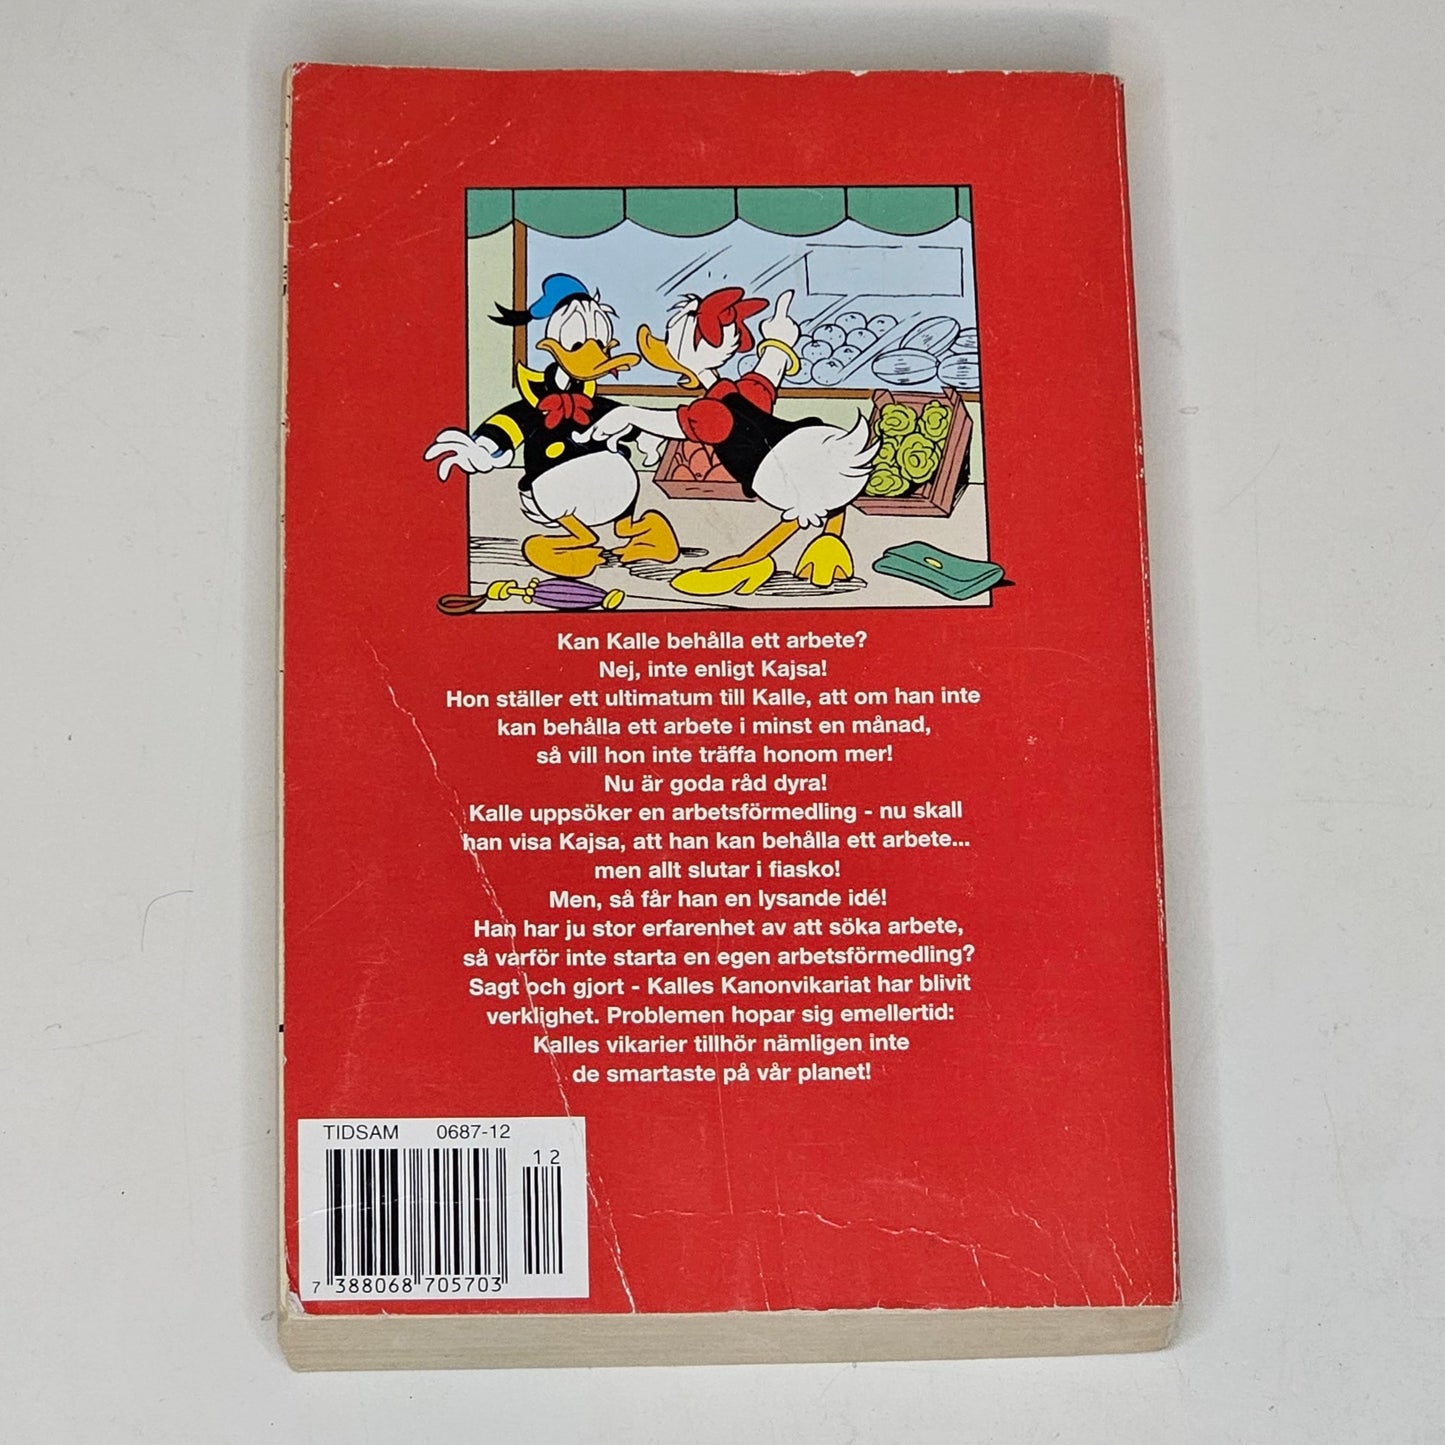 Kan Kalle behålla ett arbete?
Nej, inte enligt Kajsa!
Hon ställer ett ultimatum till Kalle, att om han inte
kan behålla ett arbete i minst en månad,
så vill hon inte träffa honom mer!
Nu är goda råd dyra!
Kalle uppsöker en arbetsförmedling - nu skall
han visa Kajsa, att han kan behålla ett arbete...
men allt slutar i fiasko!
Men, så får han en lysande idé!
Han har ju stor erfarenhet av att söka arbete,
så varför inte starta en egen arbetsförmedling?
Sagt och gjort - Kalles Kanonvikariat har blivit
verklighet. Problemen hopar sig emellertid:
Kalles vikarier tillhör nämligen inte
de smartaste på vår planet!
TIDSAM 0687-12
12
7 388068 705703